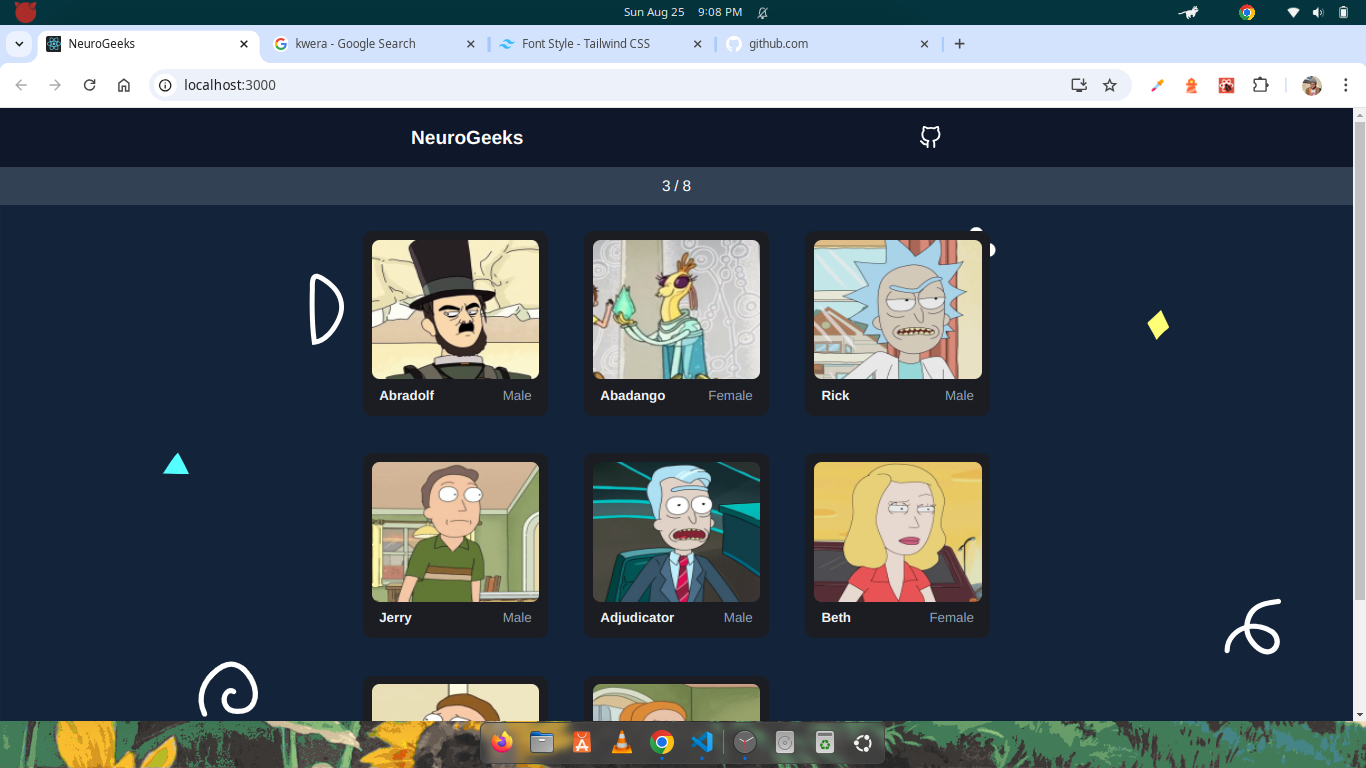 Sun Aug 25 9:08 PM
NeuroGeeks
kwera - Google Search
Font Style - Tailwind CSS
github.com
localhost:3000
NeuroGeeks
3 / 8
Abradolf Male
Abadango Female
Rick Male
Jerry Male
Adjudicator Male
Beth Female